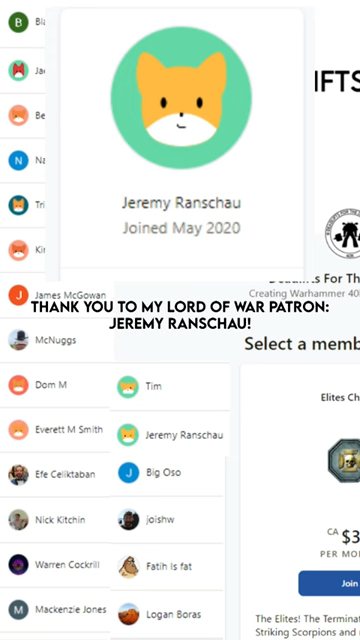 B
Jeremy Ranschau
Joined May 2020
N
J
James McGowan
THANK YOU TO MY LORD OF WAR PATRON:
JEREMY RANSCHAU!
Creating Warhammer 40
McNuggs
Select a memb
Dom M
Tim
Elites Ch
Everett M Smith
Jeremy Ranschau
Efe Celiktaban
J
Big Oso
Nick Kitchin
joishw
CA $3
PER MO
Warren Cockrill
Fatih Is fat
Join
M
Mackenzie Jones
Logan Boras
The Elites! The Termina
Striking Scorpions and